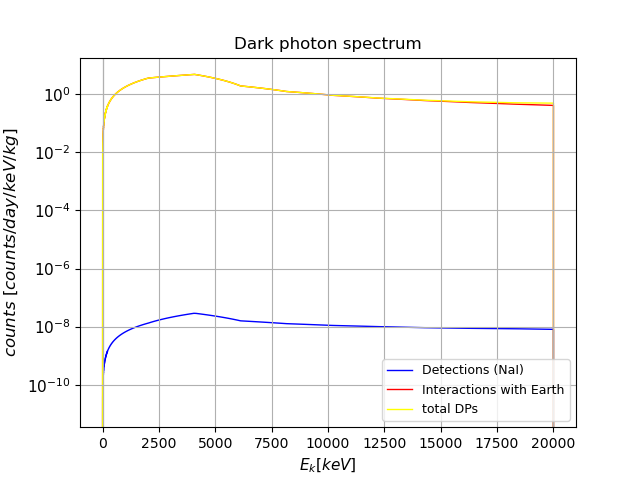 Dark photon spectrum
counts [counts/day/keV/kg]
10^0
10^-2
10^-4
10^-6
10^-8
10^-10
Detections (NaI)
Interactions with Earth
total DPs
0 2500 5000 7500 10000 12500 15000 17500 20000
E_k[keV]